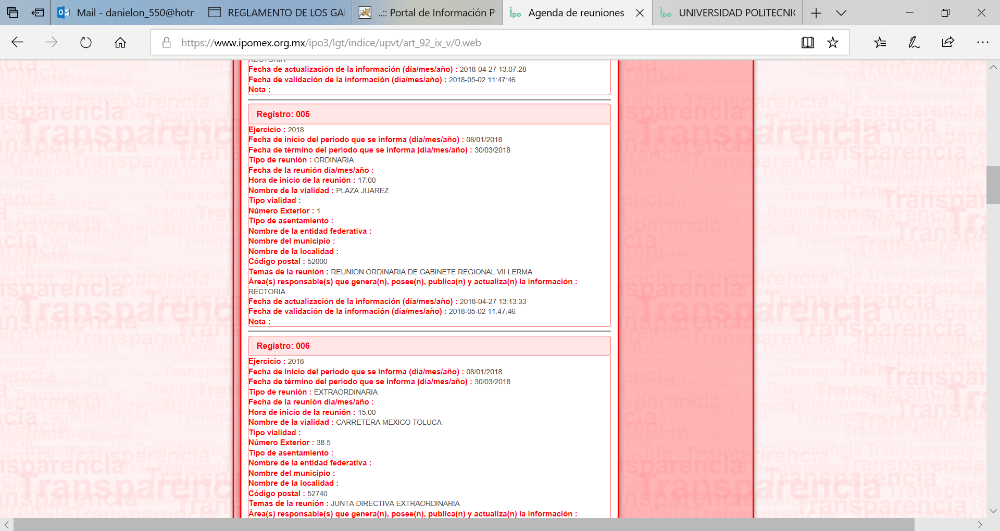 Mail - danielon_550@hotn
REGLAMENTO DE LOS GA
..:: Portal de Información P
ipo Agenda de reuniones
ipo UNIVERSIDAD POLITECNIC
https://www.ipomex.org.mx/ipo3/lgt/indice/upvt/art_92_ix_v/0.web
RECTORIA
Fecha de actualización de la información (día/mes/año) : 2018-04-27 13:07:28
Fecha de validación de la información (día/mes/año) : 2018-05-02 11:47:46
Nota :
Registro: 005
Ejercicio : 2018
Fecha de inicio del periodo que se informa (día/mes/año) : 08/01/2018
Fecha de término del periodo que se informa (día/mes/año) : 30/03/2018
Tipo de reunión : ORDINARIA
Fecha de la reunión día/mes/año :
Hora de inicio de la reunión : 17:00
Nombre de la vialidad : PLAZA JUAREZ
Tipo vialidad :
Número Exterior : 1
Tipo de asentamiento :
Nombre de la entidad federativa :
Nombre del municipio :
Nombre de la localidad :
Código postal : 52000
Temas de la reunión : REUNION ORDINARIA DE GABINETE REGIONAL VII LERMA
Área(s) responsable(s) que genera(n), posee(n), publica(n) y actualiza(n) la información :
RECTORIA
Fecha de actualización de la información (día/mes/año) : 2018-04-27 13:13:33
Fecha de validación de la información (día/mes/año) : 2018-05-02 11:47:46
Nota :
Registro: 006
Ejercicio : 2018
Fecha de inicio del periodo que se informa (día/mes/año) : 08/01/2018
Fecha de término del periodo que se informa (día/mes/año) : 30/03/2018
Tipo de reunión : EXTRAORDINARIA
Fecha de la reunión día/mes/año :
Hora de inicio de la reunión : 15:00
Nombre de la vialidad : CARRETERA MEXICO TOLUCA
Tipo vialidad :
Número Exterior : 38.5
Tipo de asentamiento :
Nombre de la entidad federativa :
Nombre del municipio :
Nombre de la localidad :
Código postal : 52740
Temas de la reunión : JUNTA DIRECTIVA EXTRAORDINARIA
Área(s) responsable(s) que genera(n), posee(n), publica(n) y actualiza(n) la información :